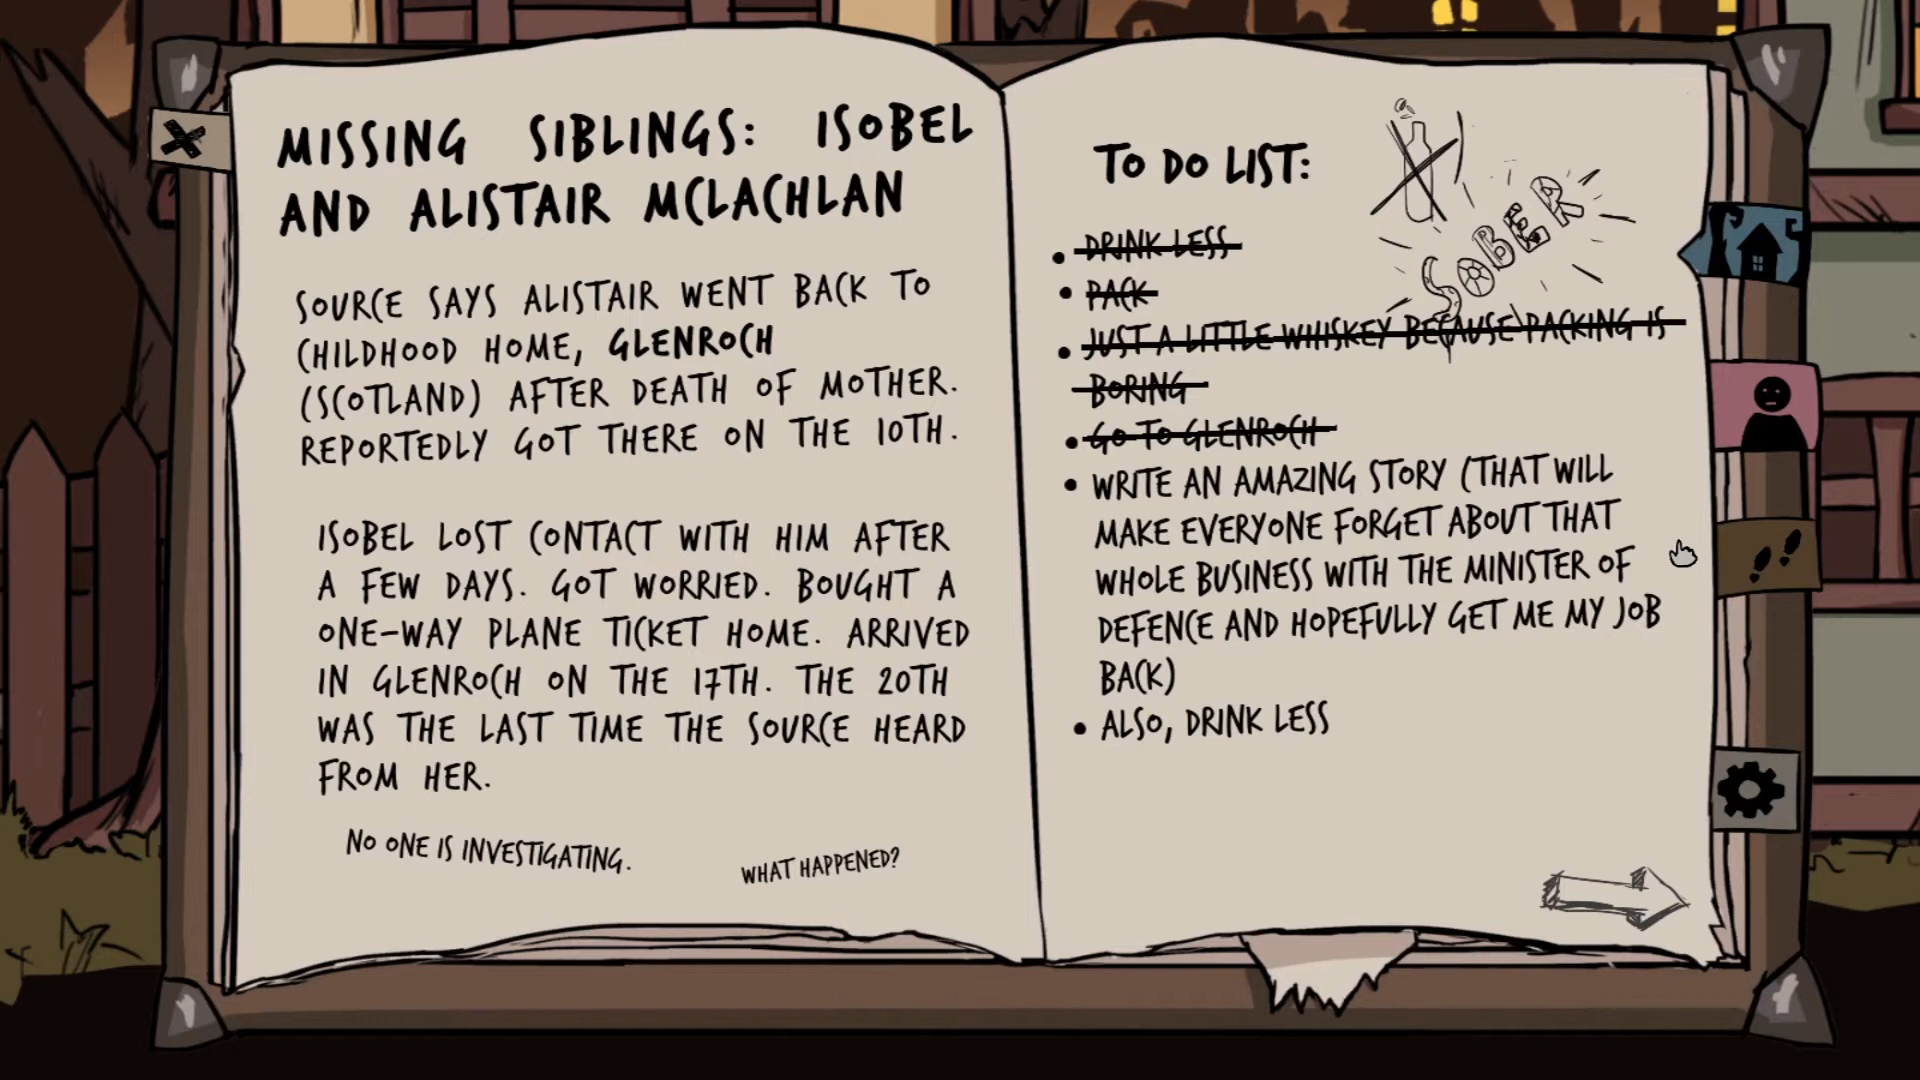 MISSING SIBLINGS: ISOBEL
AND ALISTAIR MCLACHLAN
SOURCE SAYS ALISTAIR WENT BACK TO
CHILDHOOD HOME, GLENROCH
(SCOTLAND) AFTER DEATH OF MOTHER.
REPORTEDLY GOT THERE ON THE 10TH.
ISOBEL LOST CONTACT WITH HIM AFTER
A FEW DAYS. GOT WORRIED. BOUGHT A
ONE-WAY PLANE TICKET HOME. ARRIVED
IN GLENROCH ON THE 17TH. THE 20TH
WAS THE LAST TIME THE SOURCE HEARD
FROM HER.
NO ONE IS INVESTIGATING.
WHAT HAPPENED?
TO DO LIST:
SOBER
• DRINK LESS
• PACK
• JUST A LITTLE WHISKEY BECAUSE PACKING IS
BORING
• GO TO GLENROCH
• WRITE AN AMAZING STORY (THAT WILL
MAKE EVERYONE FORGET ABOUT THAT
WHOLE BUSINESS WITH THE MINISTER OF
DEFENCE AND HOPEFULLY GET ME MY JOB
BACK)
• ALSO, DRINK LESS